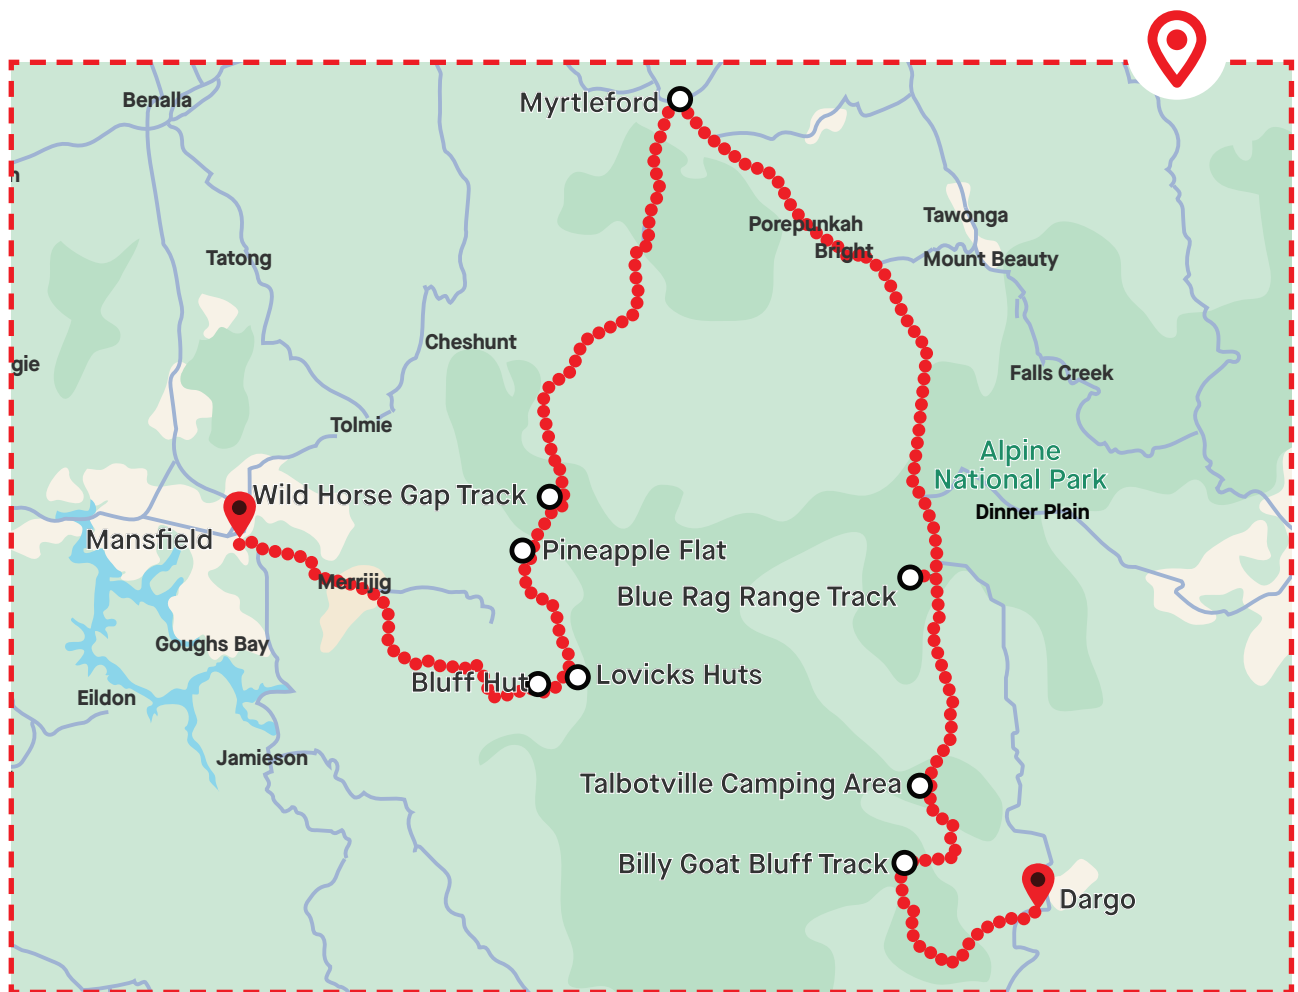 Benalla
Myrtleford
n
Porepunkah
Tawonga
Bright
Mount Beauty
Tatong
Cheshunt
gie
Falls Creek
Tolmie
Alpine
National Park
Wild Horse Gap Track
Dinner Plain
Mansfield
Pineapple Flat
Merrijig
Blue Rag Range Track
Goughs Bay
Bluff Hut
Lovicks Huts
Eildon
Jamieson
Talbotville Camping Area
Billy Goat Bluff Track
Dargo